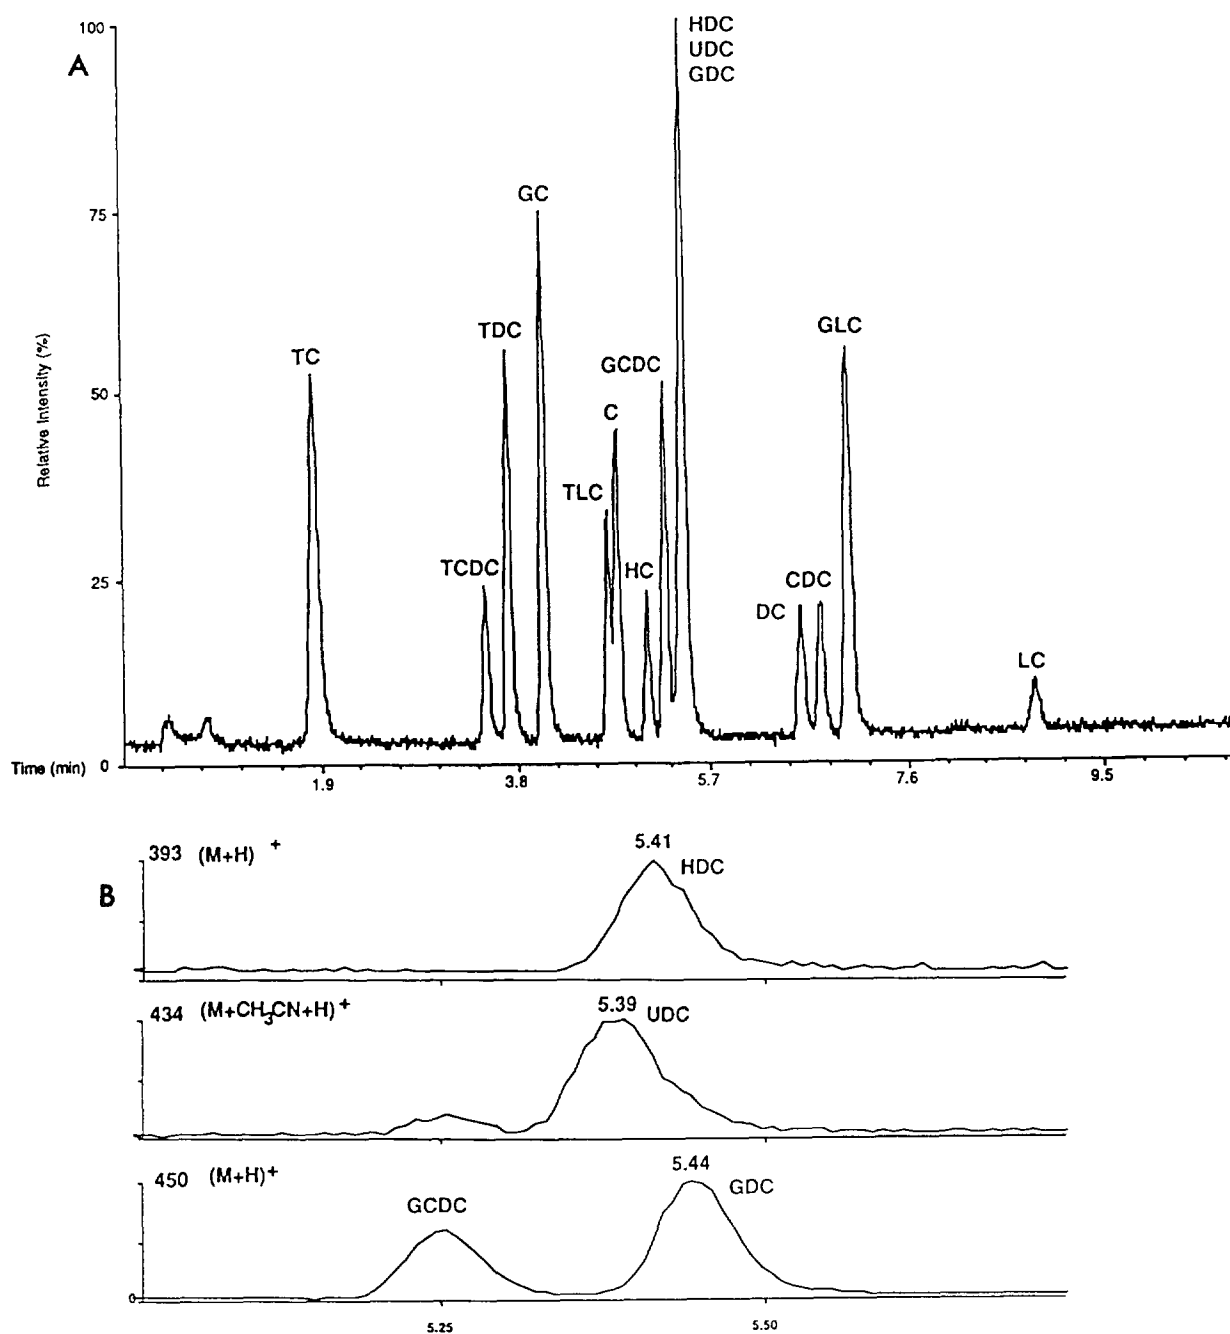 100
A
HDC
UDC
GDC
GC
75
TDC
GLC
TC
GCDC
50
C
Relative Intensity (%)
TLC
TCDC
HC
CDC
25
DC
LC
Time (min) 0
1.9 3.8 5.7 7.6 9.5
B
393 (M+H) +
5.41
HDC
434 (M+CH3CN+H)+
5.39 UDC
450 (M+H)+
5.44
GCDC
GDC
0
5.25 5.50